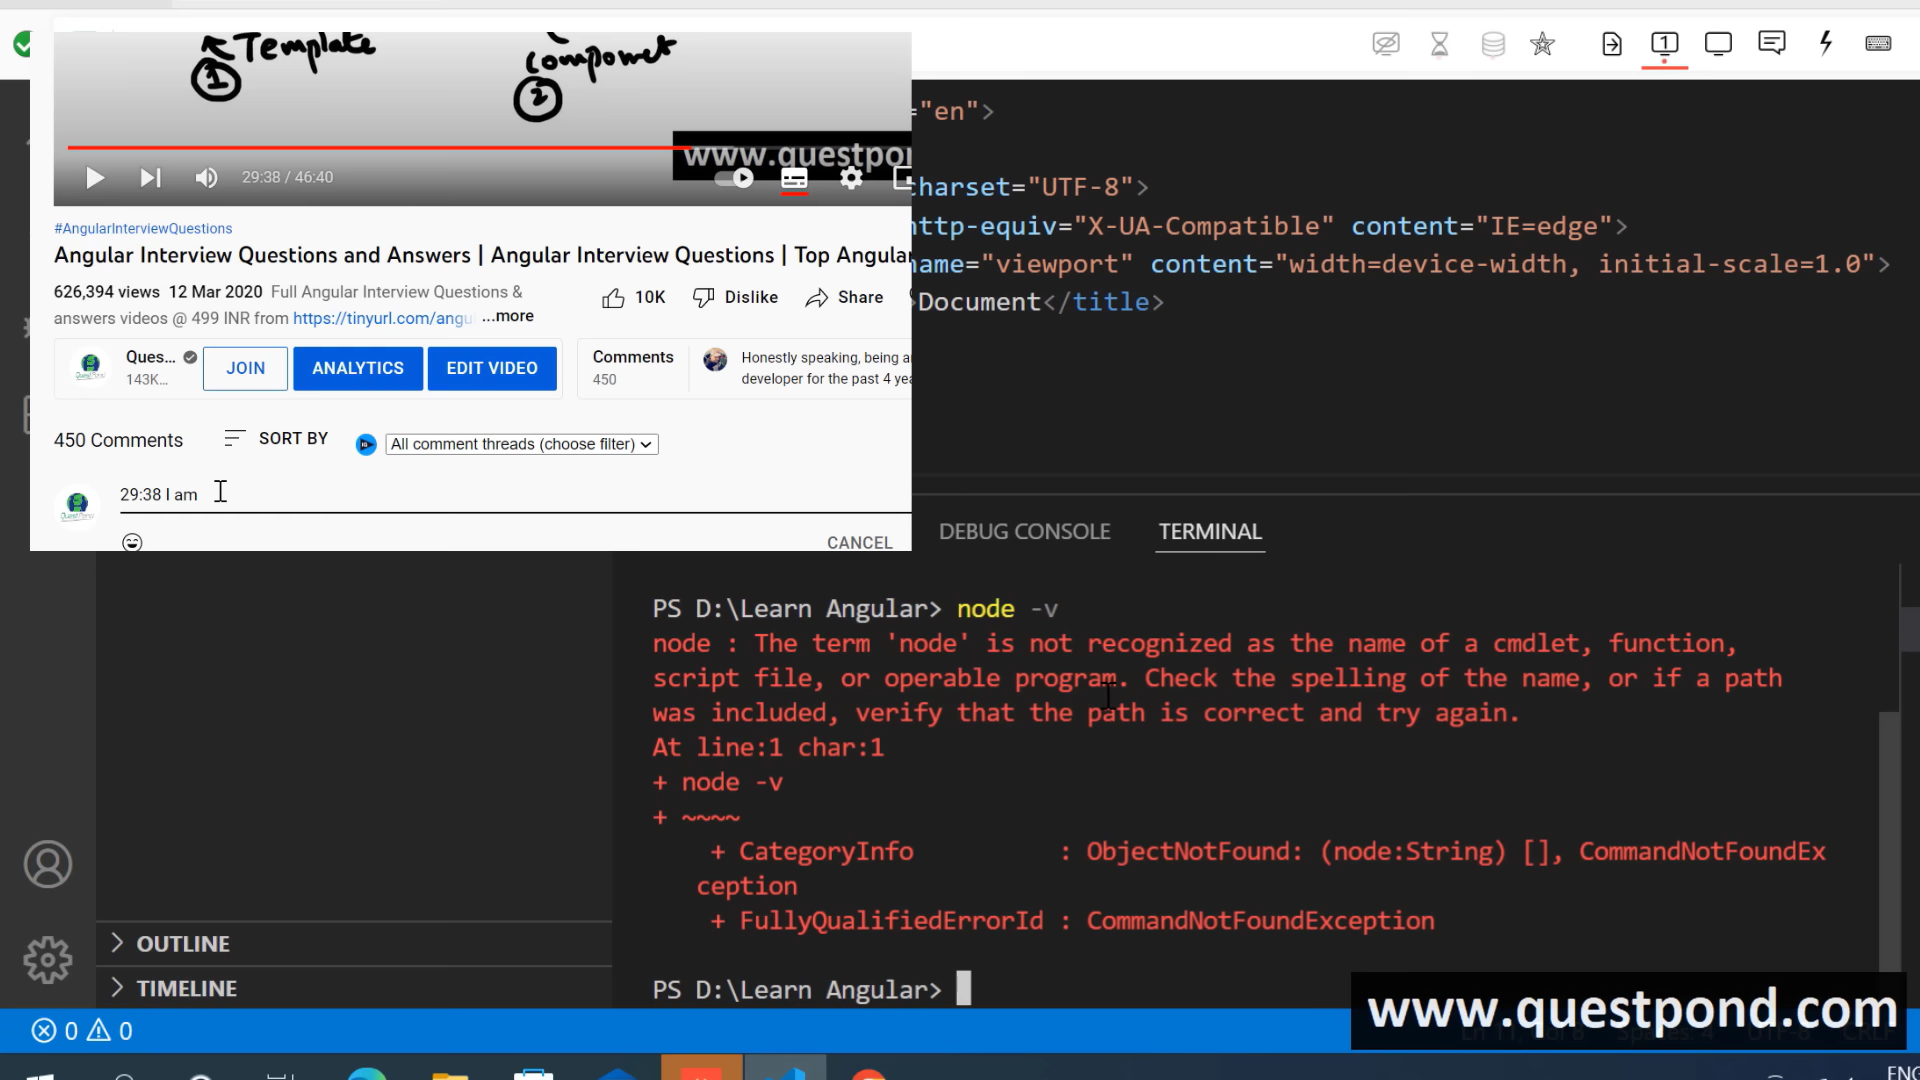 Template
1
componet
2
www.questpon
29:38 / 46:40
#AngularInterviewQuestions
Angular Interview Questions and Answers | Angular Interview Questions | Top Angular
626,394 views 12 Mar 2020 Full Angular Interview Questions &
answers videos @ 499 INR from https://tinyurl.com/angu ...more
10K Dislike Share
Ques...
143K...
JOIN ANALYTICS EDIT VIDEO
Comments
450
Honestly speaking, being a
developer for the past 4 yea
450 Comments SORT BY All comment threads (choose filter)
29:38 I am
CANCEL
1
="en">
charset="UTF-8">
http-equiv="X-UA-Compatible" content="IE=edge">
name="viewport" content="width=device-width, initial-scale=1.0">
>Document</title>
DEBUG CONSOLE TERMINAL
PS D:\Learn Angular> node -v
node : The term 'node' is not recognized as the name of a cmdlet, function,
script file, or operable program. Check the spelling of the name, or if a path
was included, verify that the path is correct and try again.
At line:1 char:1
+ node -v
+ ~~~~
+ CategoryInfo : ObjectNotFound: (node:String) [], CommandNotFoundEx
ception
+ FullyQualifiedErrorId : CommandNotFoundException
PS D:\Learn Angular>
OUTLINE
TIMELINE
0 0
www.questpond.com
ENG